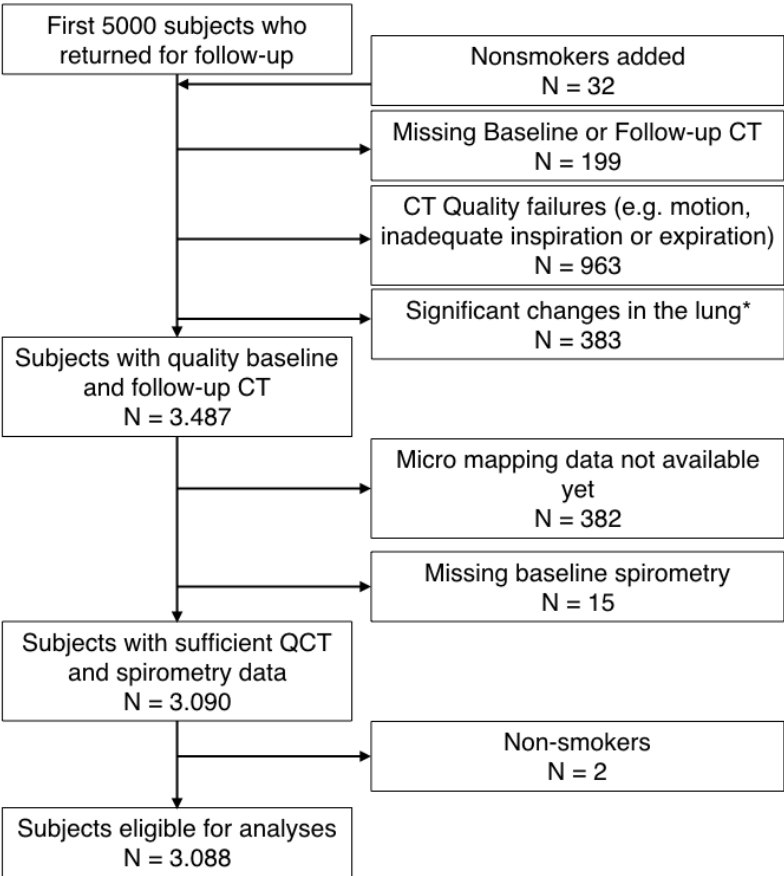 First 5000 subjects who
returned for follow-up
Nonsmokers added
N = 32
Missing Baseline or Follow-up CT
N = 199
CT Quality failures (e.g. motion,
inadequate inspiration or expiration)
N = 963
Significant changes in the lung*
N = 383
Subjects with quality baseline
and follow-up CT
N = 3.487
Micro mapping data not available
yet
N = 382
Missing baseline spirometry
N = 15
Subjects with sufficient QCT
and spirometry data
N = 3.090
Non-smokers
N = 2
Subjects eligible for analyses
N = 3.088